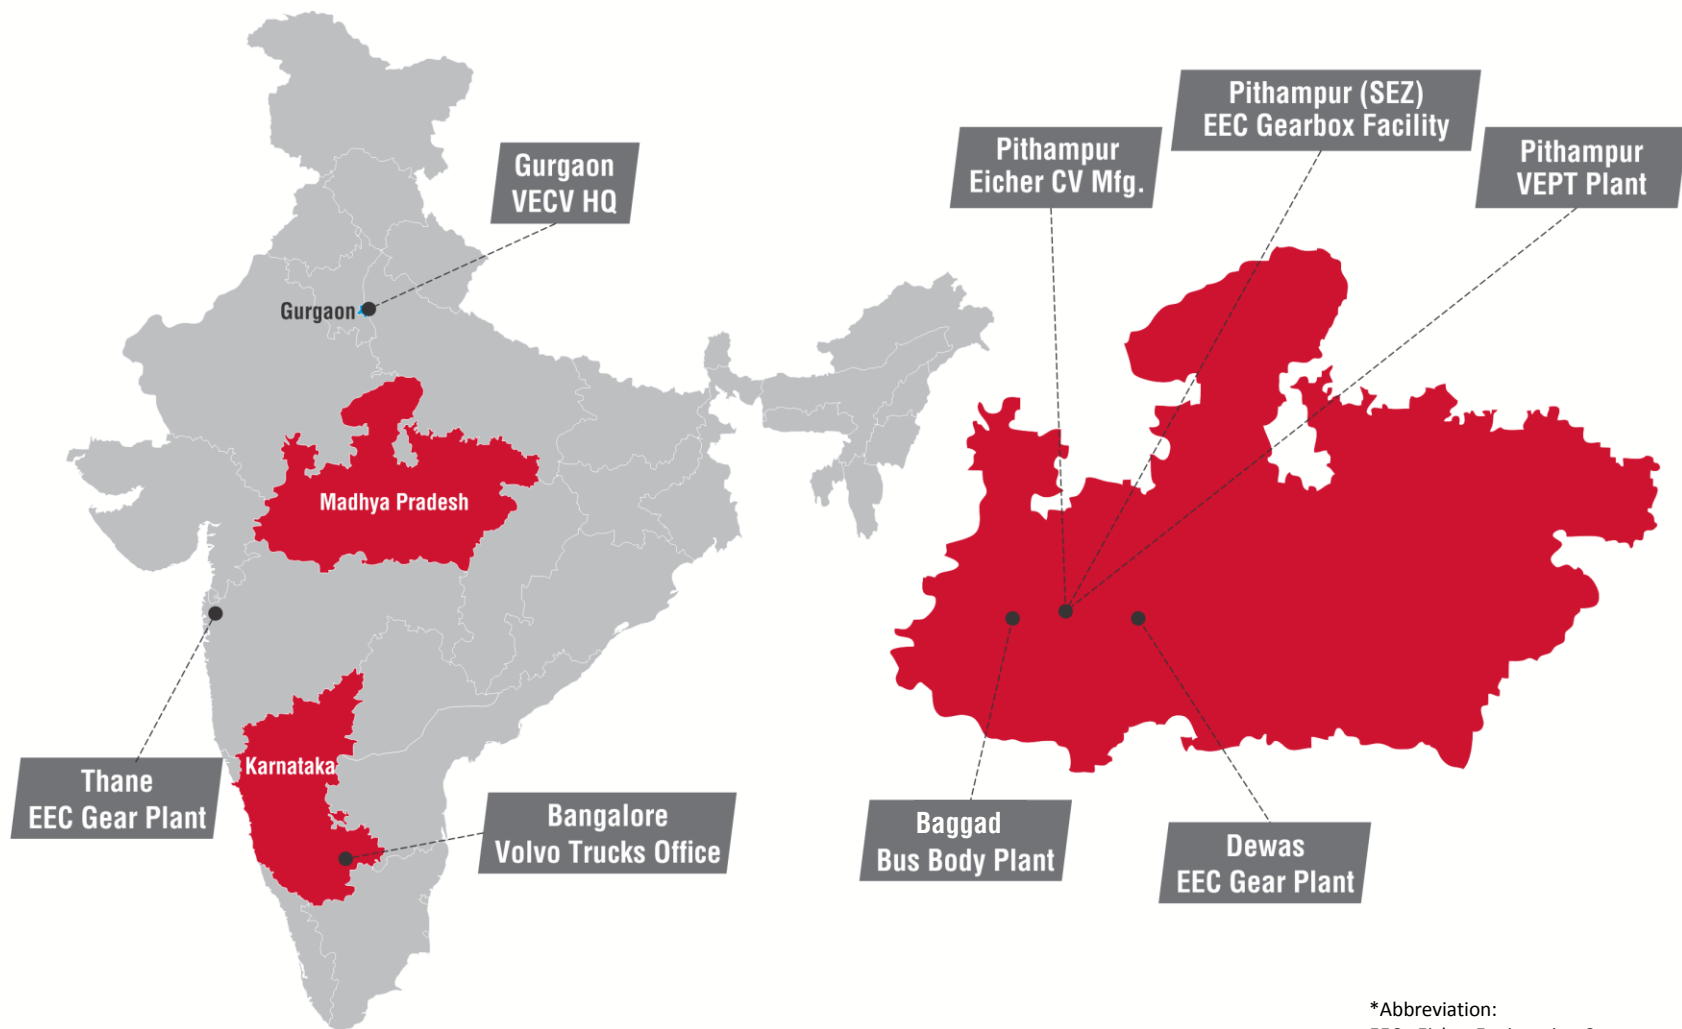 Gurgaon
VECV HQ
Gurgaon
Madhya Pradesh
Thane
EEC Gear Plant
Karnataka
Bangalore
Volvo Trucks Office
Pithampur
Eicher CV Mfg.
Pithampur (SEZ)
EEC Gearbox Facility
Pithampur
VEPT Plant
Baggad
Bus Body Plant
Dewas
EEC Gear Plant
*Abbreviation: